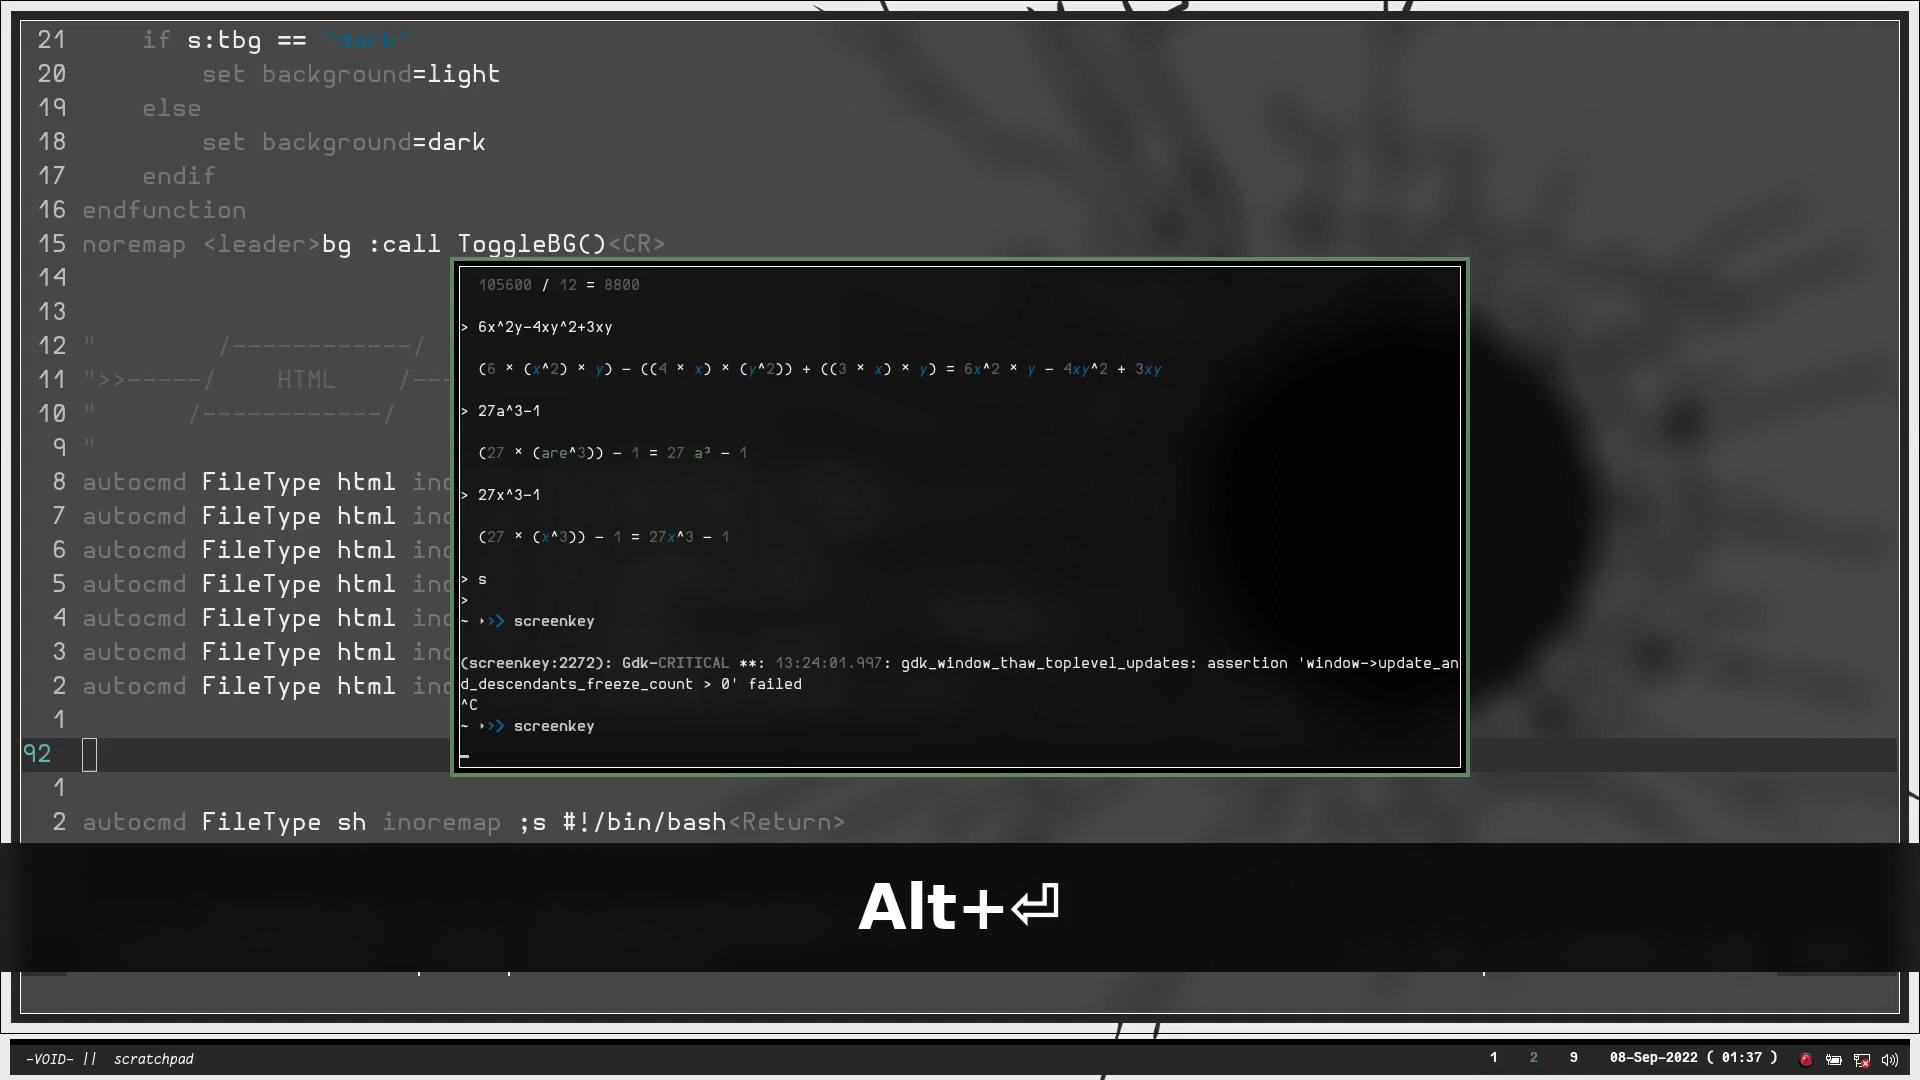 21 if s:tbg == "dark"
20 set background=light
19 else
18 set background=dark
17 endif
16 endfunction
15 noremap <leader>bg :call ToggleBG()<CR>
14
13
12 " /------------/
11 ">>-----/ HTML /---
10 " /------------/
9 "
8 autocmd FileType html ino
7 autocmd FileType html ino
6 autocmd FileType html ino
5 autocmd FileType html ino
4 autocmd FileType html ino
3 autocmd FileType html ino
2 autocmd FileType html ino
1
92
1
2 autocmd FileType sh inoremap ;s #!/bin/bash<Return>
105600 / 12 = 8800
> 6x^2y-4xy^2+3xy
(6 × (x^2) × y) − ((4 × x) × (y^2)) + ((3 × x) × y) = 6x^2 × y − 4xy^2 + 3xy
> 27a^3-1
(27 × (are^3)) − 1 = 27 a³ − 1
> 27x^3-1
(27 × (x^3)) − 1 = 27x^3 − 1
> s
>
~ ›❯❯ screenkey
(screenkey:2272): Gdk-CRITICAL **: 13:24:01.997: gdk_window_thaw_toplevel_updates: assertion 'window->update_an
d_descendants_freeze_count > 0' failed
^C
~ ›❯❯ screenkey
Alt+⏎
-VOID- || scratchpad 1 2 9 08-Sep-2022 ( 01:37 )